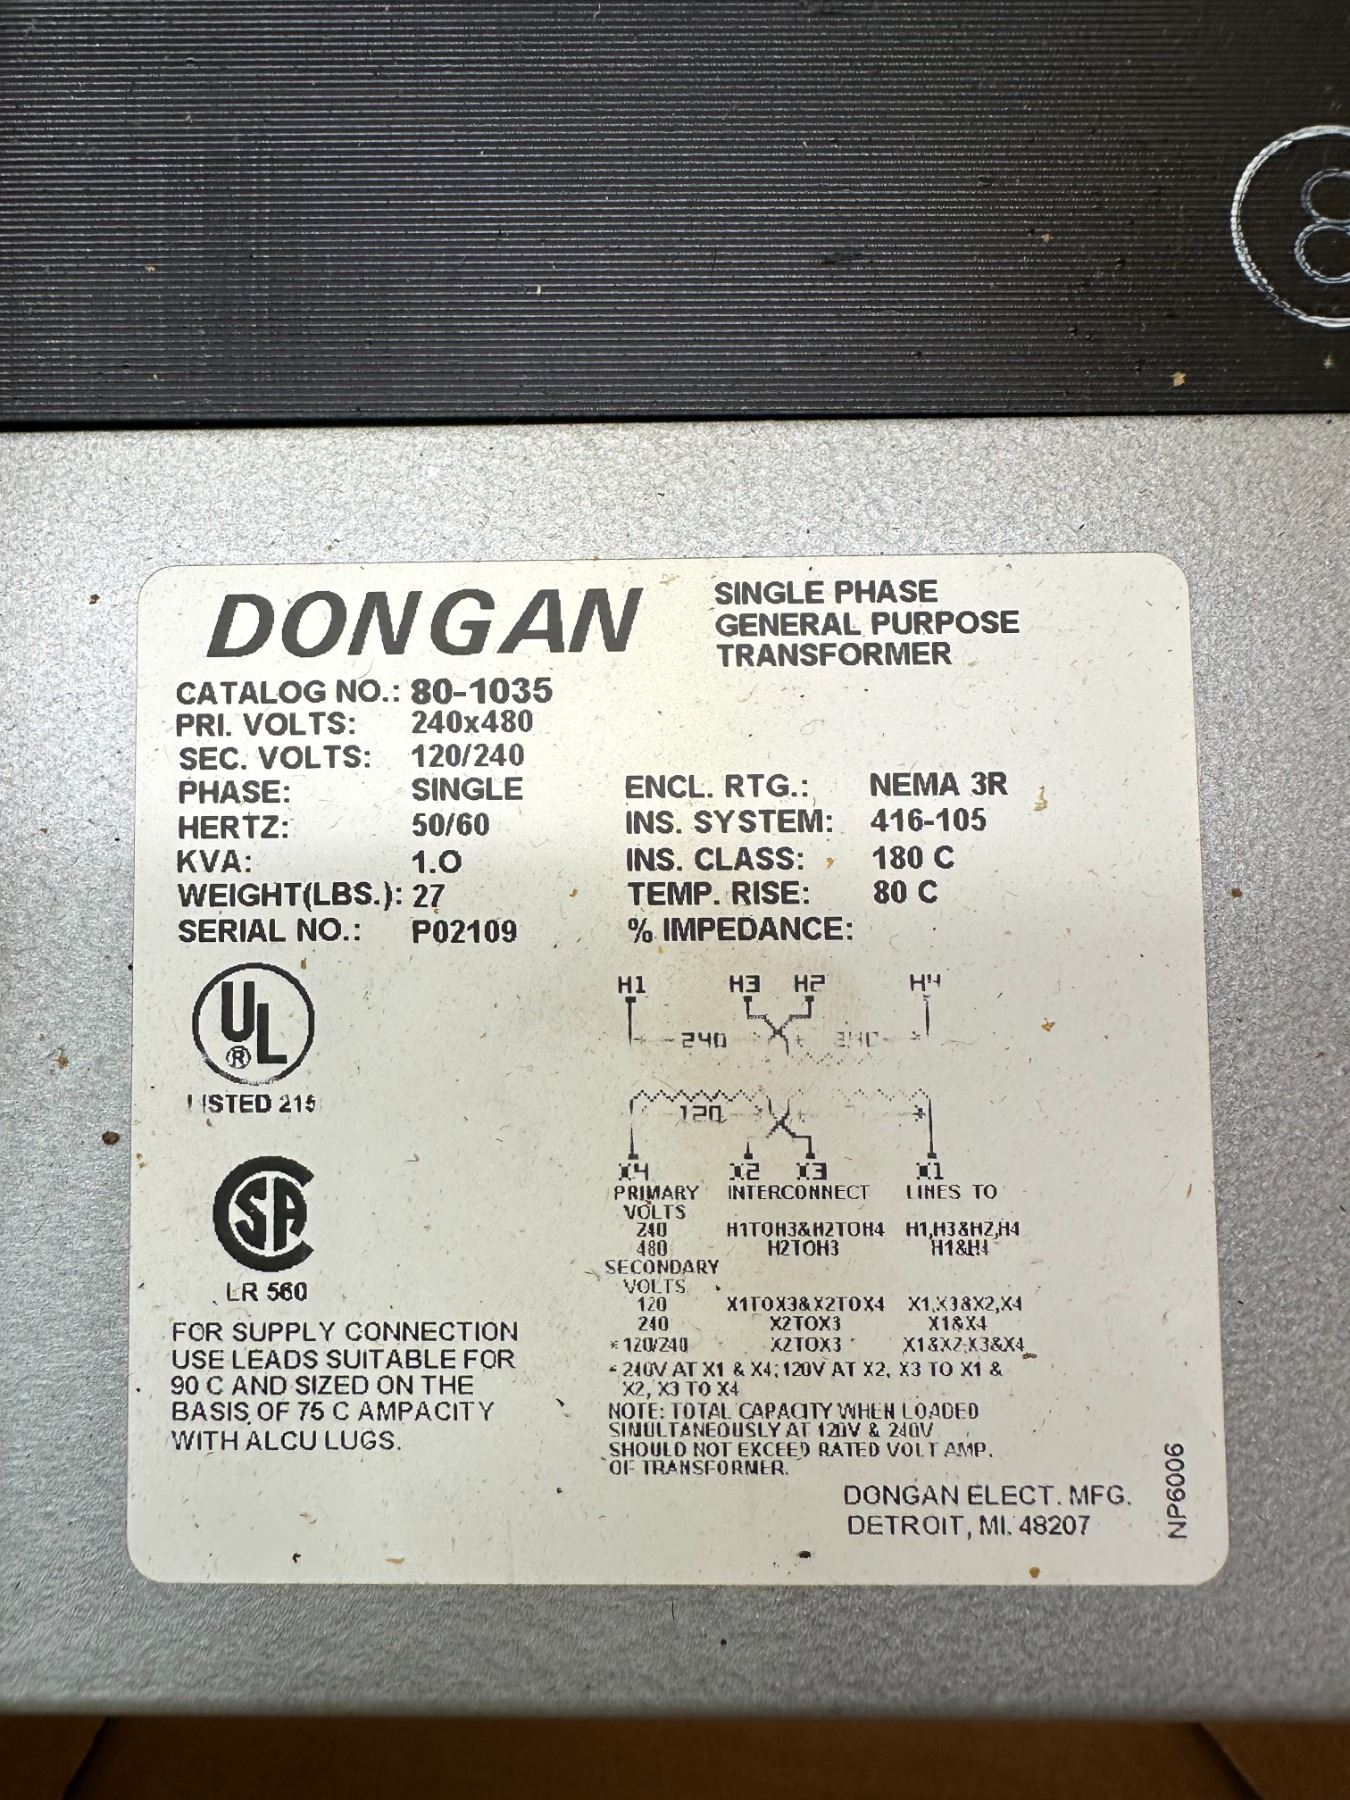 8
DONGAN
SINGLE PHASE
GENERAL PURPOSE
TRANSFORMER
CATALOG NO.: 80-1035
PRI. VOLTS: 240x480
SEC. VOLTS: 120/240
PHASE: SINGLE
HERTZ: 50/60
KVA: 1.0
WEIGHT(LBS.): 27
SERIAL NO.: P02109
ENCL. RTG.: NEMA 3R
INS. SYSTEM: 416-105
INS. CLASS: 180 C
TEMP. RISE: 80 C
% IMPEDANCE:
UL ®
LISTED 215
LR 560
FOR SUPPLY CONNECTION
USE LEADS SUITABLE FOR
90 C AND SIZED ON THE
BASIS OF 75 C AMPACITY
WITH ALCU LUGS.
H1 H3 H2 H4
240 240
120
X4 X2 X3 X1
PRIMARY INTERCONNECT LINES TO
VOLTS
240 H1TOH3&H2TOH4 H1,H3&H2,H4
480 H2TOH3 H1&H4
SECONDARY
VOLTS
120 X1TOX3&X2TOX4 X1,X3&X2,X4
240 X2TOX3 X1&X4
*120/240 X2TOX3 X1&X2,X3&X4
*240V AT X1 & X4; 120V AT X2, X3 TO X1 &
X2, X3 TO X4
NOTE: TOTAL CAPACITY WHEN LOADED
SIMULTANEOUSLY AT 120V & 240V
SHOULD NOT EXCEED RATED VOLT AMP.
OF TRANSFORMER.
DONGAN ELECT. MFG.
DETROIT, MI. 48207
NP6006